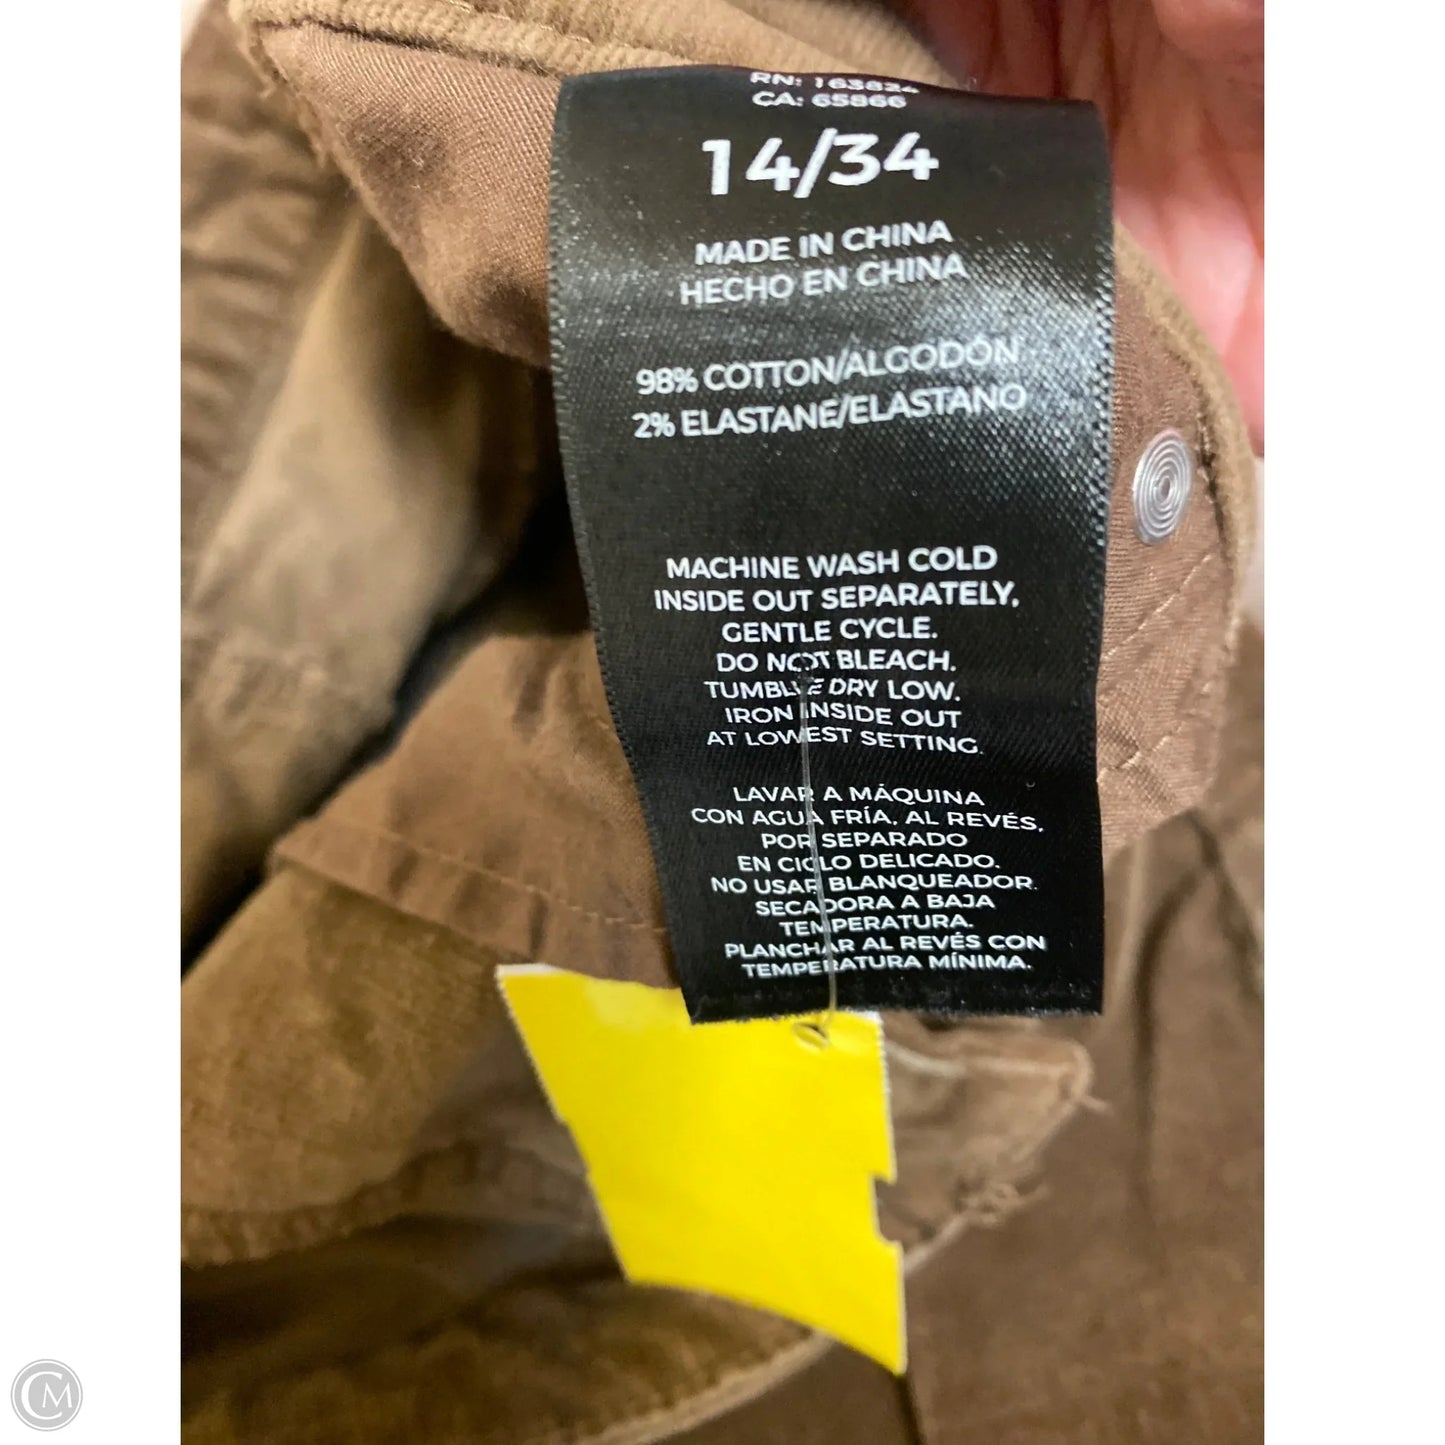 RN: 163824
CA: 65866
14/34
MADE IN CHINA
HECHO EN CHINA
98% COTTON/ALGODÓN
2% ELASTANE/ELASTANO
MACHINE WASH COLD
INSIDE OUT SEPARATELY,
GENTLE CYCLE.
DO NOT BLEACH.
TUMBLE DRY LOW.
IRON INSIDE OUT
AT LOWEST SETTING.
LAVAR A MÁQUINA
CON AGUA FRÍA, AL REVÉS,
POR SEPARADO
EN CICLO DELICADO.
NO USAR BLANQUEADOR.
SECADORA A BAJA
TEMPERATURA.
PLANCHAR AL REVÉS CON
TEMPERATURA MÍNIMA.
CM